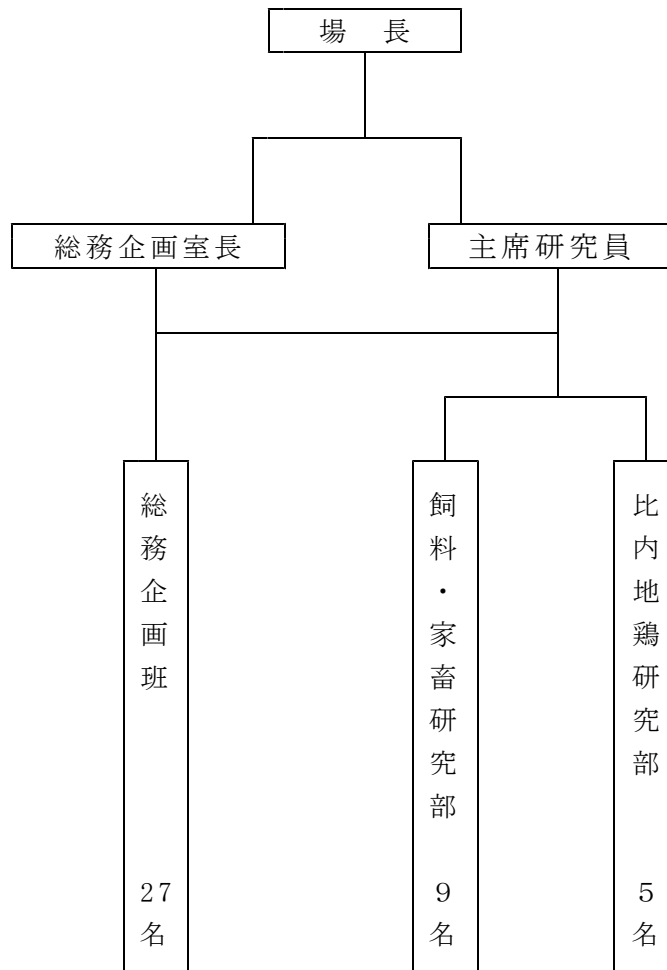 場　長
総務企画室長
主席研究員
総務企画班　27名
飼料・家畜研究部　9名
比内地鶏研究部　5名